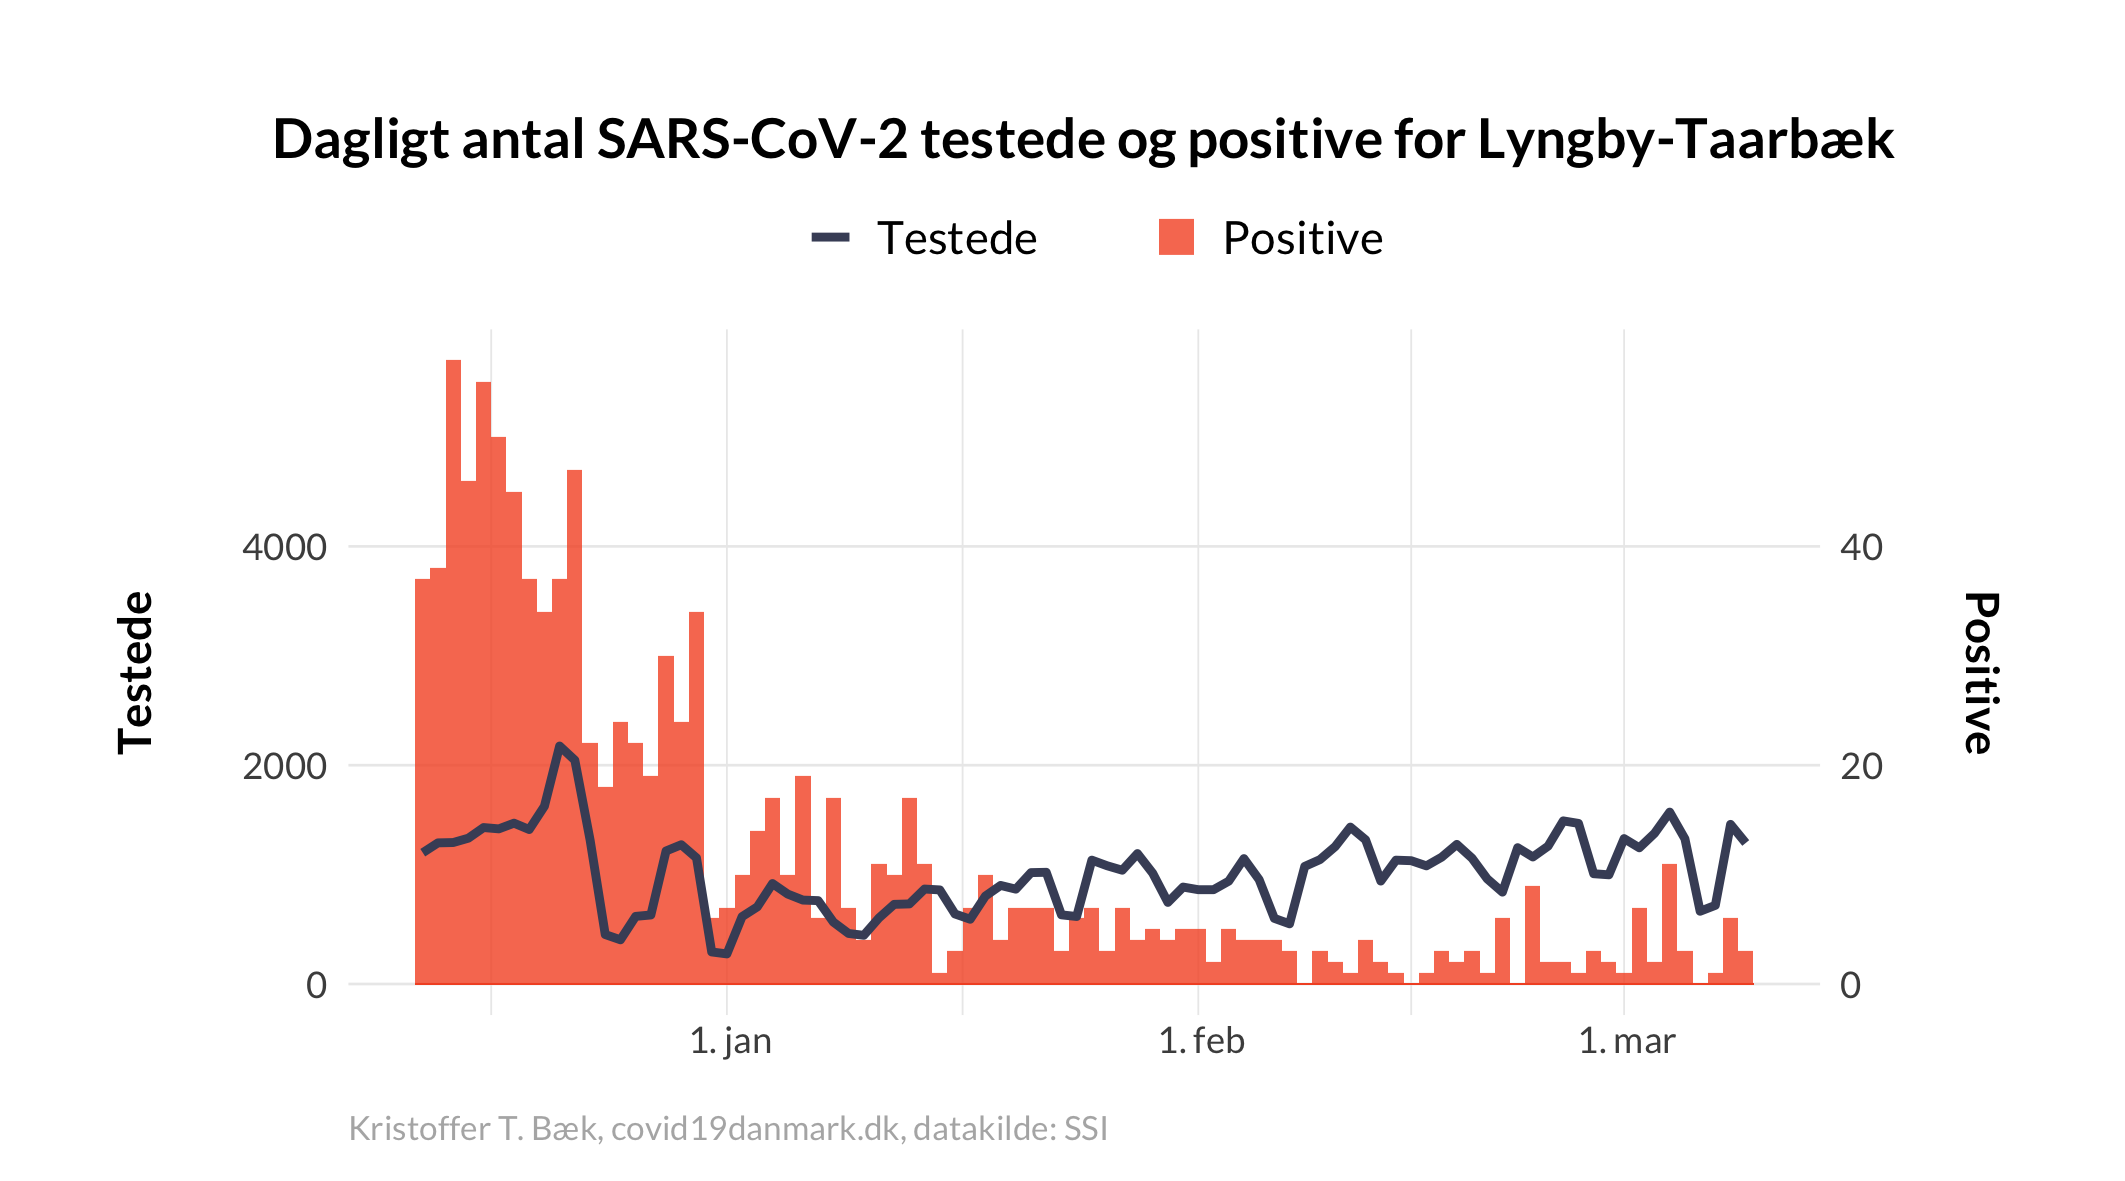 Dagligt antal SARS-CoV-2 testede og positive for Lyngby-Taarbæk
Testede Positive
4000 40
2000 20
0 0
Testede
Positive
1. jan 1. feb 1. mar
Kristoffer T. Bæk, covid19danmark.dk, datakilde: SSI